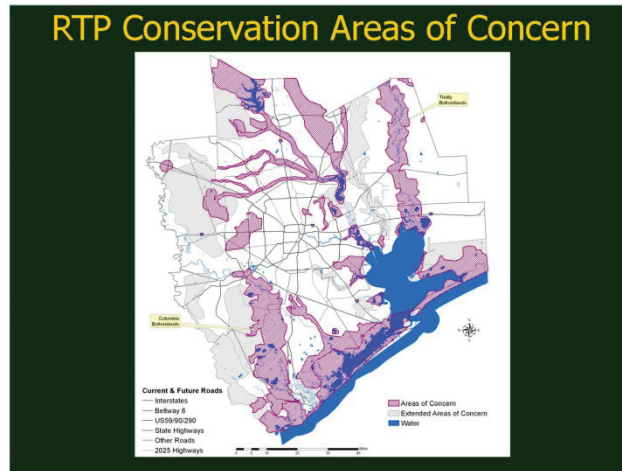 RTP Conservation Areas of Concern
Trinity
Bottomlands
Columbia
Bottomlands
Current & Future Roads
Interstates
Beltway 8
US59/90/290
State Highways
Other Roads
2025 Highways
Areas of Concern
Extended Areas of Concern
Water